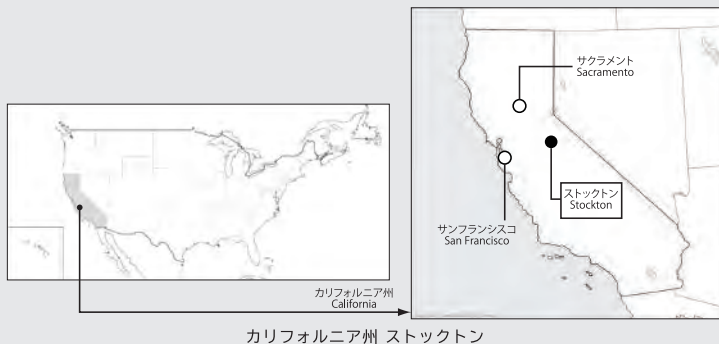 サクラメント
Sacramento
ストックトン
Stockton
サンフランシスコ
San Francisco
カリフォルニア州
California
カリフォルニア州 ストックトン